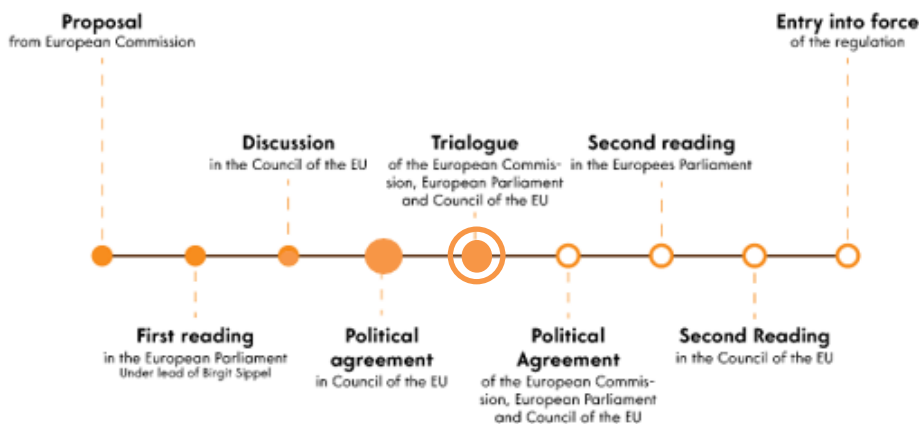 Proposal
from European Commission
Entry into force
of the regulation
Discussion
in the Council of the EU
Trialogue
of the European Commis-
sion, European Parliament
and Council of the EU
Second reading
in the Europees Parliament
First reading
in the European Parliament
Under lead of Birgit Sippel
Political
agreement
in Council of the EU
Political
Agreement
of the European Commis-
sion, European Parliament
and Council of the EU
Second Reading
in the Council of the EU